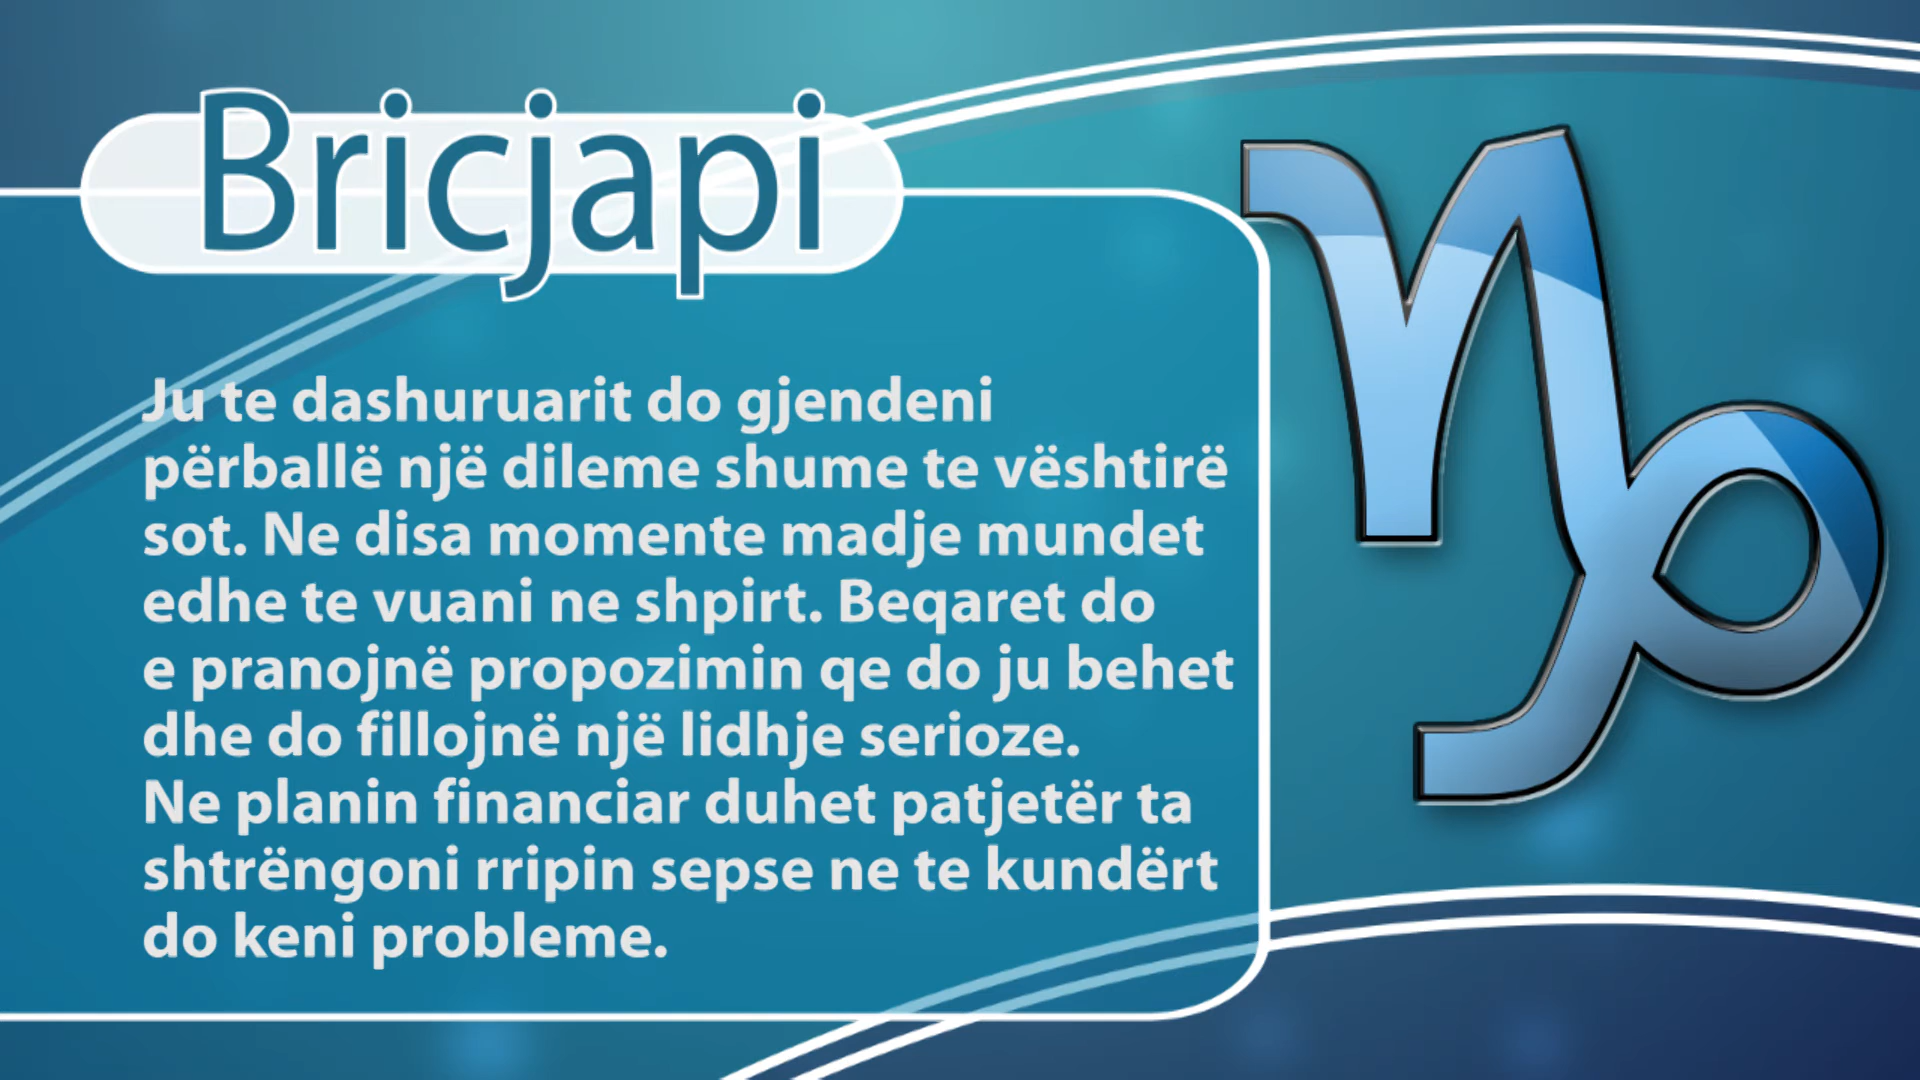 Bricjapi
Ju te dashuruarit do gjendeni
përballë një dileme shume te vështirë
sot. Ne disa momente madje mundet
edhe te vuani ne shpirt. Beqaret do
e pranojnë propozimin qe do ju behet
dhe do fillojnë një lidhje serioze.
Ne planin financiar duhet patjetër ta
shtrëngoni rripin sepse ne te kundërt
do keni probleme.